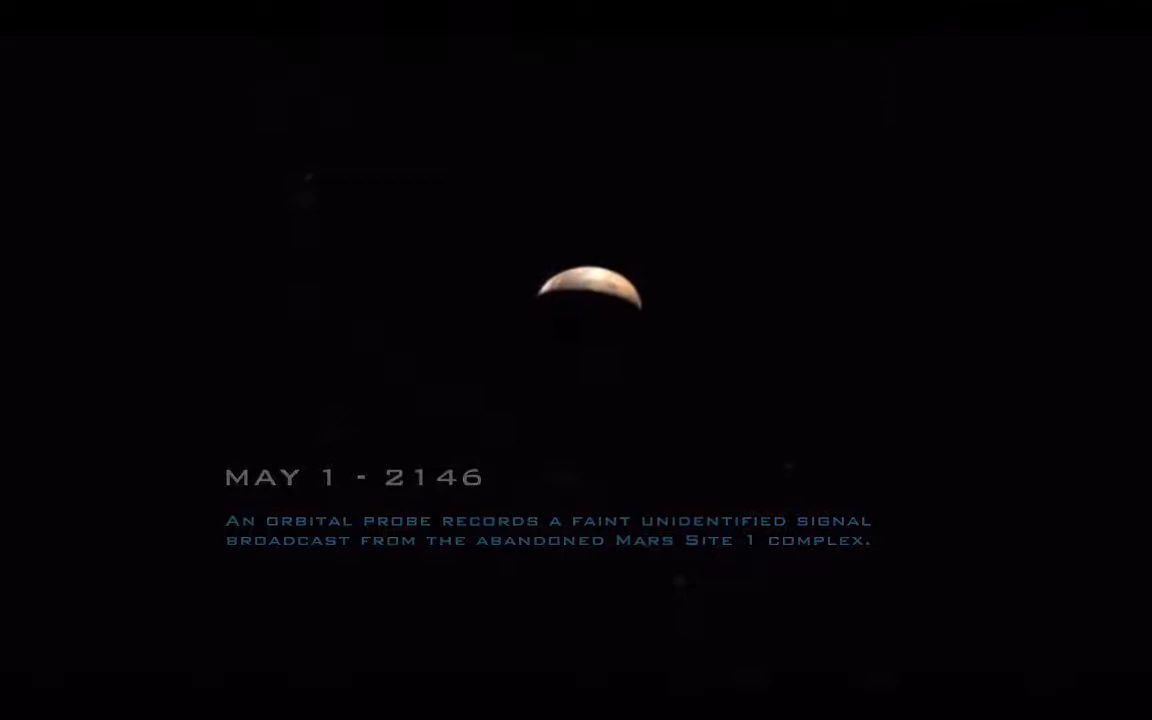 MAY 1 - 2146
An orbital probe records a faint unidentified signal
broadcast from the abandoned Mars Site 1 complex.